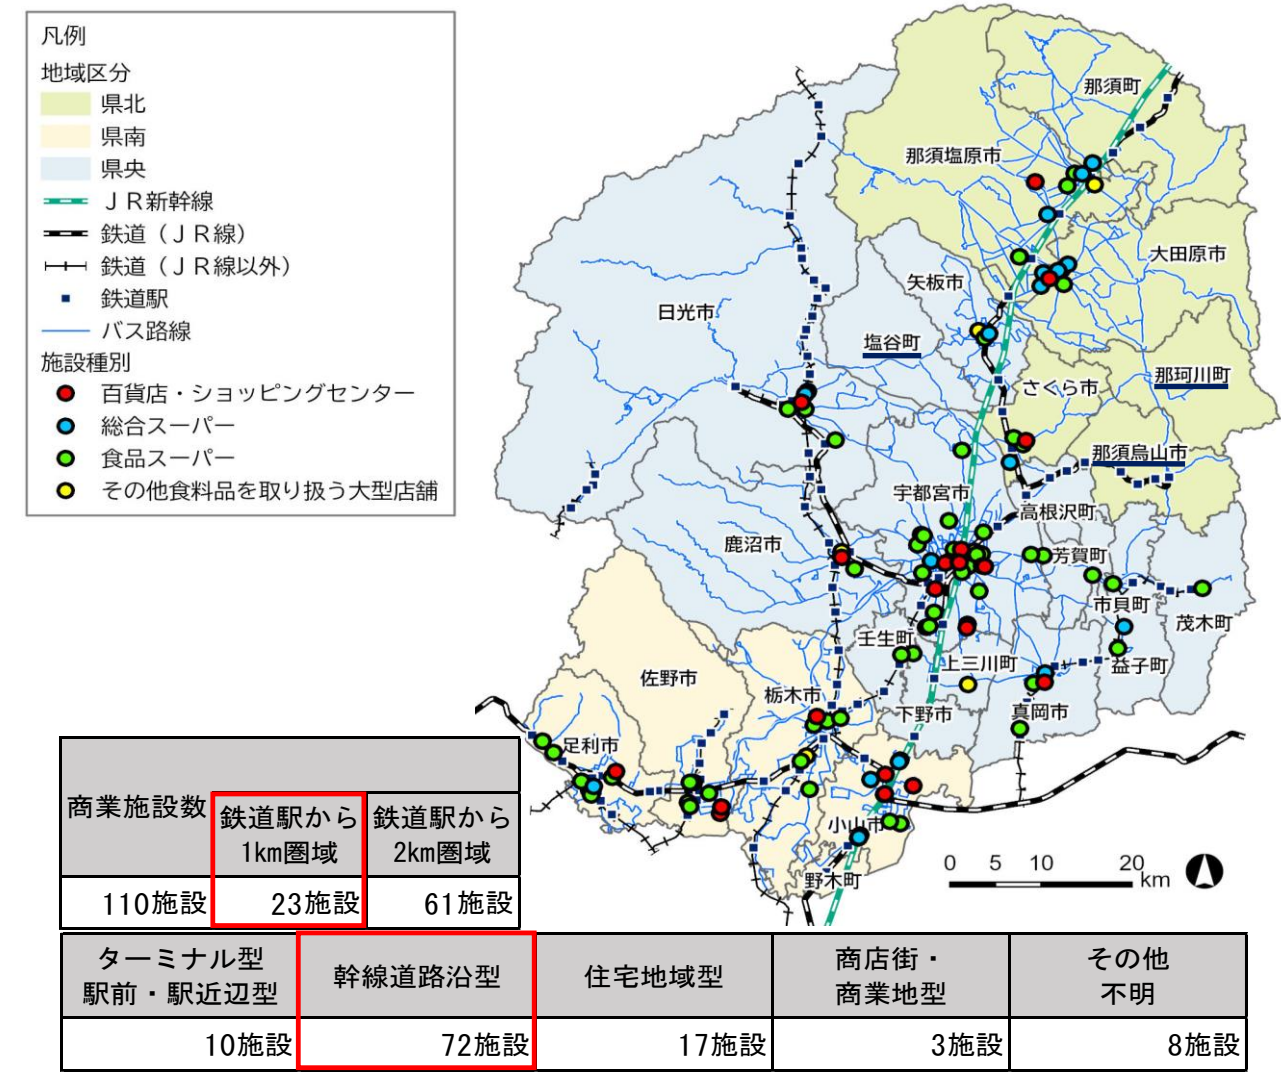 凡例
地域区分
県北
県南
県央
ＪＲ新幹線
鉄道（ＪＲ線）
鉄道（ＪＲ線以外）
鉄道駅
バス路線
施設種別
百貨店・ショッピングセンター
総合スーパー
食品スーパー
その他食料品を取り扱う大型店舗
那須町
那須塩原市
大田原市
矢板市
日光市
塩谷町
那珂川町
さくら市
那須烏山市
宇都宮市
高根沢町
鹿沼市
芳賀町
市貝町
茂木町
壬生町
上三川町
益子町
佐野市
栃木市
下野市
真岡市
足利市
小山市
野木町
0 5 10 20
km
商業施設数
鉄道駅から
1km圏域
鉄道駅から
2km圏域
110施設 23施設 61施設
ターミナル型
駅前・駅近辺型
幹線道路沿型
住宅地域型
商店街・
商業地型
その他
不明
10施設 72施設 17施設 3施設 8施設